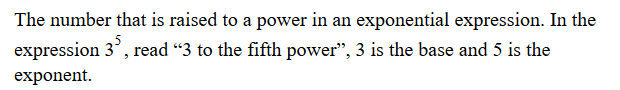 The number that is raised to a power in an exponential expression. In the
expression 3⁵, read “3 to the fifth power”, 3 is the base and 5 is the
exponent.